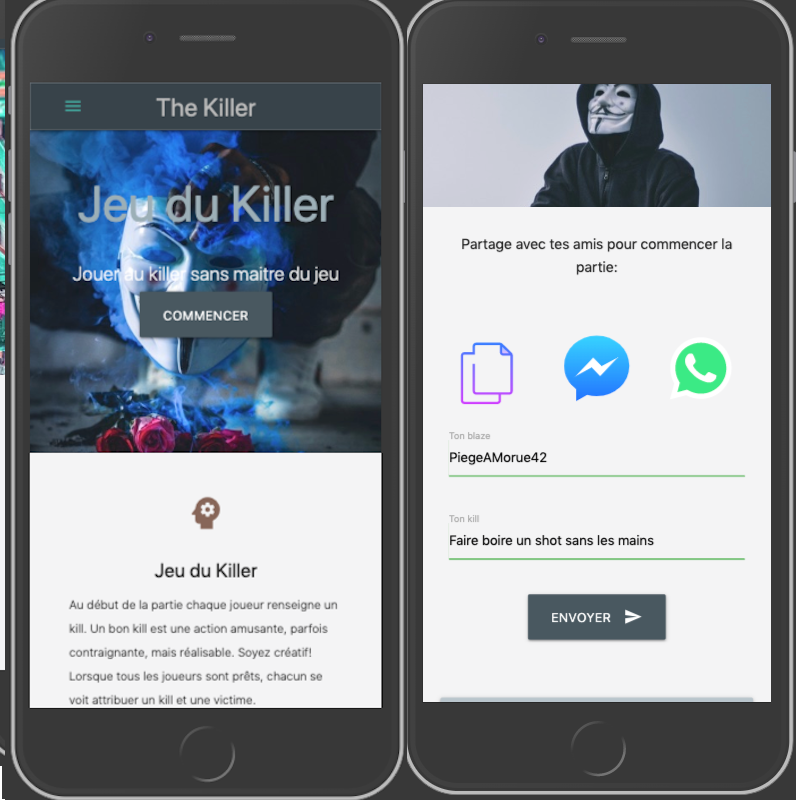 The Killer
Jeu du Killer
Jouer au killer sans maitre du jeu
COMMENCER
Jeu du Killer
Au début de la partie chaque joueur renseigne un
kill. Un bon kill est une action amusante, parfois
contraignante, mais réalisable. Soyez créatif!
Lorsque tous les joueurs sont prêts, chacun se
voit attribuer un kill et une victime.
Partage avec tes amis pour commencer la
partie:
Ton blaze
PiegeAMorue42
Ton kill
Faire boire un shot sans les mains
ENVOYER